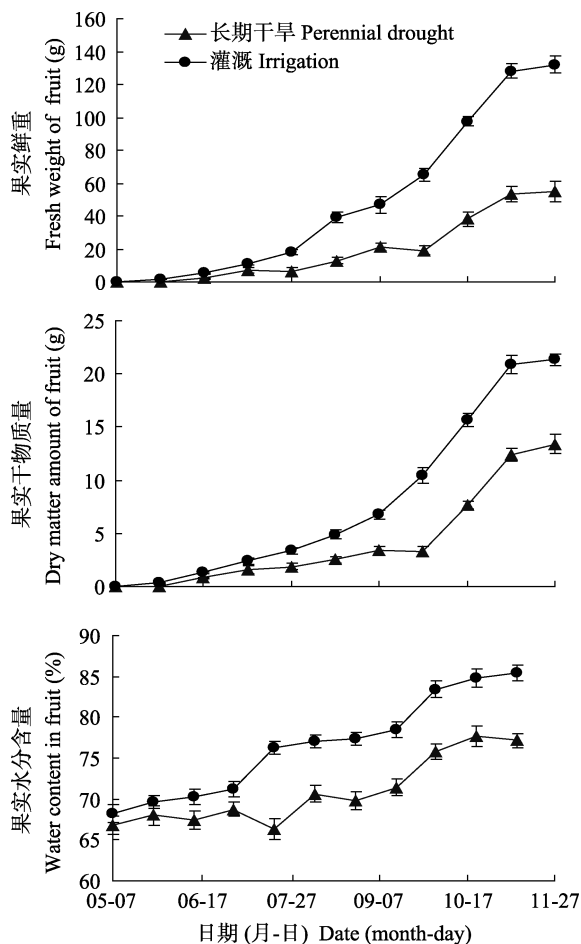 160
140
120
100
80
60
40
20
0
长期干旱 Perennial drought
灌溉 Irrigation
果实鲜重
Fresh weight of fruit (g)
25
20
15
10
5
0
果实干物质量
Dry matter amount of fruit (g)
90
85
80
75
70
65
60
果实水分含量
Water content in fruit (%)
05-07 06-17 07-27 09-07 10-17 11-27
日期 (月-日) Date (month-day)